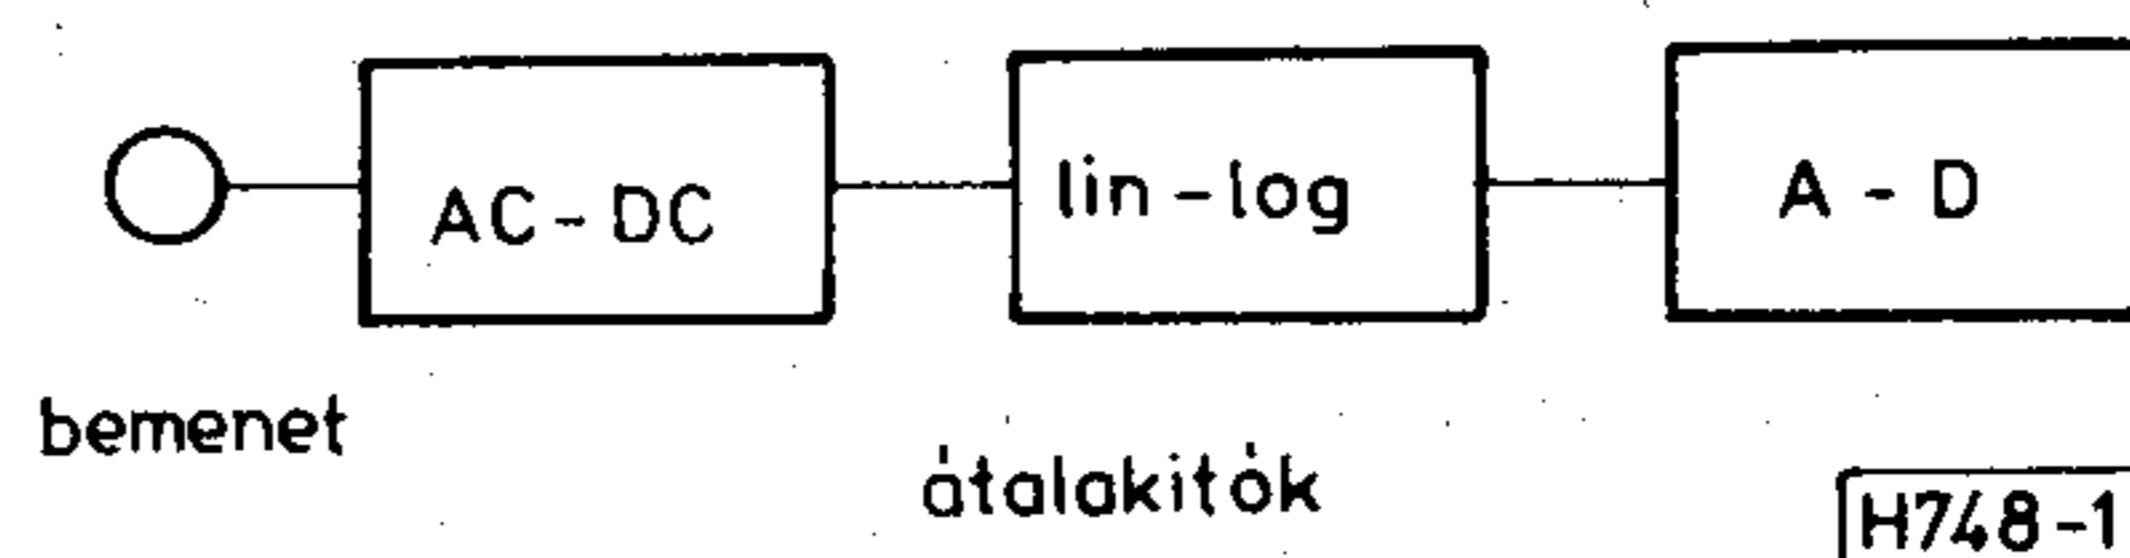 AC - DC
lin - log
A - D
bemenet
átalakitók
H748-1